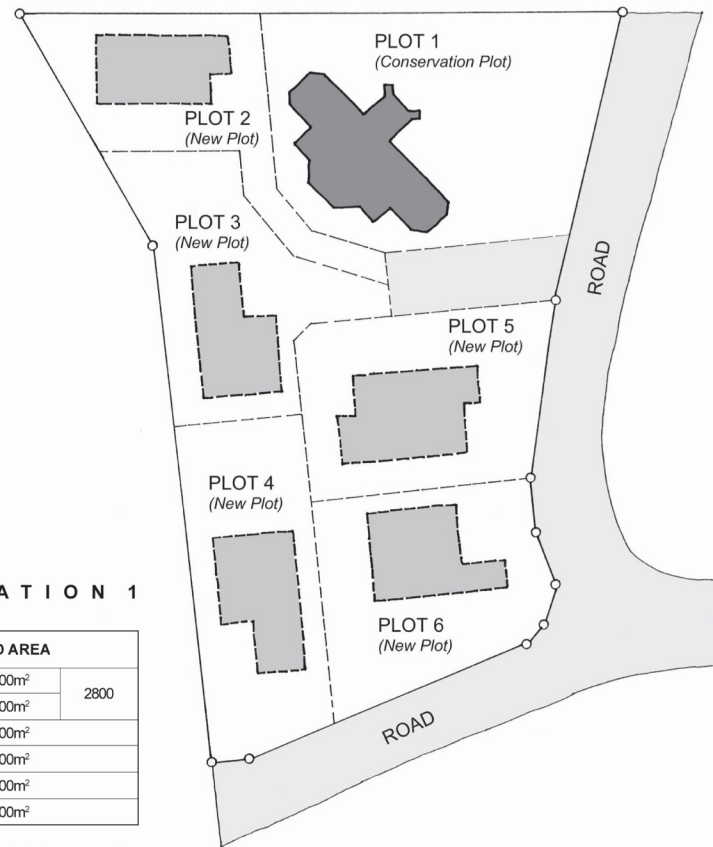 PLOT 1
(Conservation Plot)
PLOT 2
(New Plot)
PLOT 3
(New Plot)
ROAD
PLOT 5
(New Plot)
PLOT 4
(New Plot)
PLOT 6
(New Plot)
ROAD
ATION 1
AREA
00m²
2800
00m²
00m²
00m²
00m²
00m²